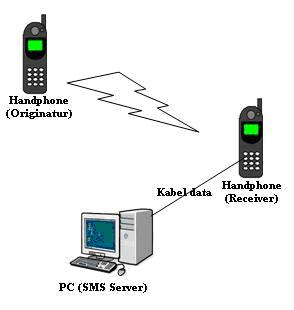 Handphone
(Originatur)
Kabel data
Handphone
(Receiver)
PC (SMS Server)